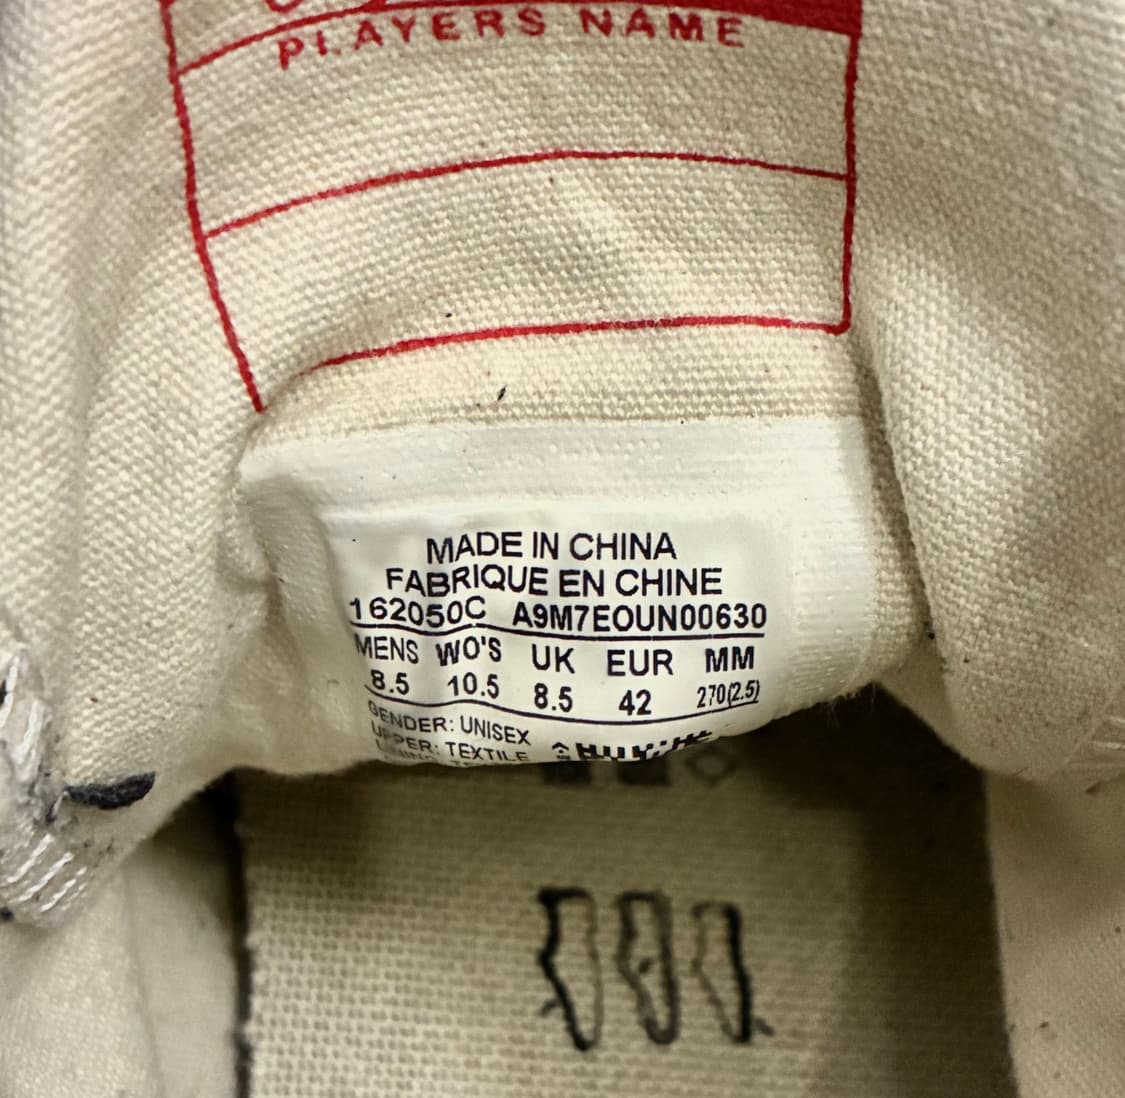 PLAYERS NAME
MADE IN CHINA
FABRIQUE EN CHINE
162050C A9M7EOUN00630
MENS WO'S UK EUR MM
8.5 10.5 8.5 42 270(2.5)
GENDER: UNISEX
UPPER: TEXTILE